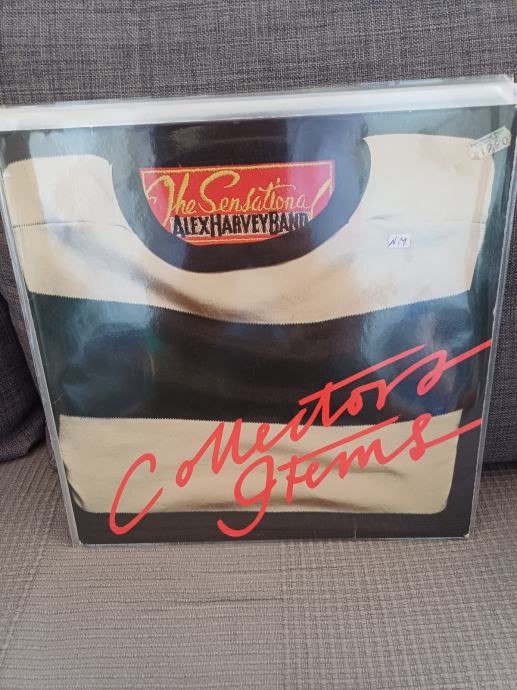 The Sensational
ALEX HARVEY BAND
N.M
Collectors
Items